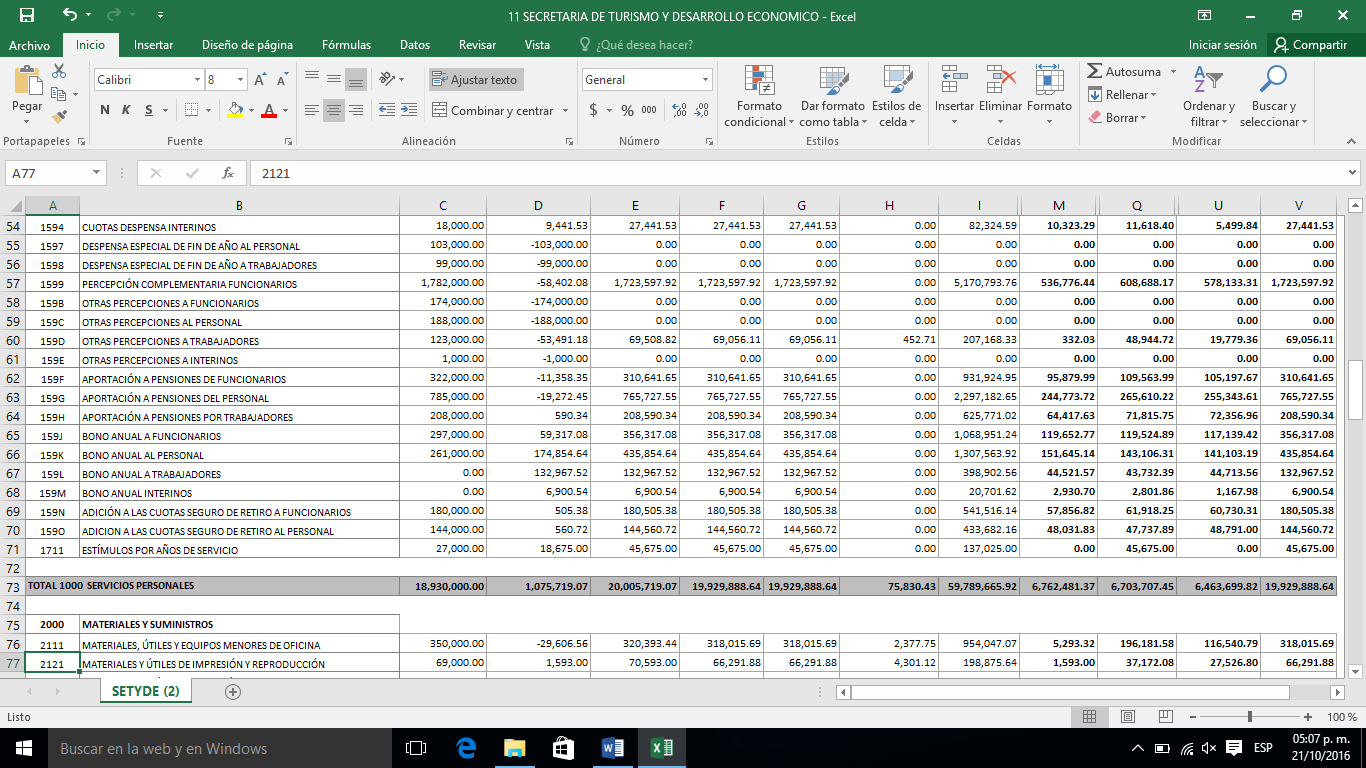 11 SECRETARIA DE TURISMO Y DESARROLLO ECONOMICO - Excel
Archivo Inicio Insertar Diseño de página Fórmulas Datos Revisar Vista ¿Qué desea hacer? Iniciar sesión Compartir
Pegar Calibri 8 Ajustar texto General Formato condicional Dar formato como tabla Estilos de celda Insertar Eliminar Formato Autosuma Rellenar Borrar Ordenar y filtrar Buscar y seleccionar
N K S Combinar y centrar $ % 000
Portapapeles Fuente Alineación Número Estilos Celdas Modificar
A77 fx 2121
A B C D E F G H I M Q U V
54 1594 CUOTAS DESPENSA INTERINOS 18,000.00 9,441.53 27,441.53 27,441.53 27,441.53 0.00 82,324.59 10,323.29 11,618.40 5,499.84 27,441.53
55 1597 DESPENSA ESPECIAL DE FIN DE AÑO AL PERSONAL 103,000.00 -103,000.00 0.00 0.00 0.00 0.00 0.00 0.00 0.00 0.00 0.00
56 1598 DESPENSA ESPECIAL DE FIN DE AÑO A TRABAJADORES 99,000.00 -99,000.00 0.00 0.00 0.00 0.00 0.00 0.00 0.00 0.00 0.00
57 1599 PERCEPCIÓN COMPLEMENTARIA FUNCIONARIOS 1,782,000.00 -58,402.08 1,723,597.92 1,723,597.92 1,723,597.92 0.00 5,170,793.76 536,776.44 608,688.17 578,133.31 1,723,597.92
58 159B OTRAS PERCEPCIONES A FUNCIONARIOS 174,000.00 -174,000.00 0.00 0.00 0.00 0.00 0.00 0.00 0.00 0.00 0.00
59 159C OTRAS PERCEPCIONES AL PERSONAL 188,000.00 -188,000.00 0.00 0.00 0.00 0.00 0.00 0.00 0.00 0.00 0.00
60 159D OTRAS PERCEPCIONES A TRABAJADORES 123,000.00 -53,491.18 69,508.82 69,056.11 69,056.11 452.71 207,168.33 332.03 48,944.72 19,779.36 69,056.11
61 159E OTRAS PERCEPCIONES A INTERINOS 1,000.00 -1,000.00 0.00 0.00 0.00 0.00 0.00 0.00 0.00 0.00 0.00
62 159F APORTACIÓN A PENSIONES DE FUNCIONARIOS 322,000.00 -11,358.35 310,641.65 310,641.65 310,641.65 0.00 931,924.95 95,879.99 109,563.99 105,197.67 310,641.65
63 159G APORTACIÓN A PENSIONES DEL PERSONAL 785,000.00 -19,272.45 765,727.55 765,727.55 765,727.55 0.00 2,297,182.65 244,773.72 265,610.22 255,343.61 765,727.55
64 159H APORTACIÓN A PENSIONES POR TRABAJADORES 208,000.00 590.34 208,590.34 208,590.34 208,590.34 0.00 625,771.02 64,417.63 71,815.75 72,356.96 208,590.34
65 159J BONO ANUAL A FUNCIONARIOS 297,000.00 59,317.08 356,317.08 356,317.08 356,317.08 0.00 1,068,951.24 119,652.77 119,524.89 117,139.42 356,317.08
66 159K BONO ANUAL AL PERSONAL 261,000.00 174,854.64 435,854.64 435,854.64 435,854.64 0.00 1,307,563.92 151,645.14 143,106.31 141,103.19 435,854.64
67 159L BONO ANUAL A TRABAJADORES 0.00 132,967.52 132,967.52 132,967.52 132,967.52 0.00 398,902.56 44,521.57 43,732.39 44,713.56 132,967.52
68 159M BONO ANUAL INTERINOS 0.00 6,900.54 6,900.54 6,900.54 6,900.54 0.00 20,701.62 2,930.70 2,801.86 1,167.98 6,900.54
69 159N ADICIÓN A LAS CUOTAS SEGURO DE RETIRO A FUNCIONARIOS 180,000.00 505.38 180,505.38 180,505.38 180,505.38 0.00 541,516.14 57,856.82 61,918.25 60,730.31 180,505.38
70 159O ADICION A LAS CUOTAS SEGURO DE RETIRO AL PERSONAL 144,000.00 560.72 144,560.72 144,560.72 144,560.72 0.00 433,682.16 48,031.83 47,737.89 48,791.00 144,560.72
71 1711 ESTÍMULOS POR AÑOS DE SERVICIO 27,000.00 18,675.00 45,675.00 45,675.00 45,675.00 0.00 137,025.00 0.00 45,675.00 0.00 45,675.00
72
73 TOTAL 1000 SERVICIOS PERSONALES 18,930,000.00 1,075,719.07 20,005,719.07 19,929,888.64 19,929,888.64 75,830.43 59,789,665.92 6,762,481.37 6,703,707.45 6,463,699.82 19,929,888.64
74
75 2000 MATERIALES Y SUMINISTROS
76 2111 MATERIALES, ÚTILES Y EQUIPOS MENORES DE OFICINA 350,000.00 -29,606.56 320,393.44 318,015.69 318,015.69 2,377.75 954,047.07 5,293.32 196,181.58 116,540.79 318,015.69
77 2121 MATERIALES Y ÚTILES DE IMPRESIÓN Y REPRODUCCIÓN 69,000.00 1,593.00 70,593.00 66,291.88 66,291.88 4,301.12 198,875.64 1,593.00 37,172.08 27,526.80 66,291.88
SETYDE (2)
Listo 100 %
Buscar en la web y en Windows ESP 05:07 p. m.
21/10/2016